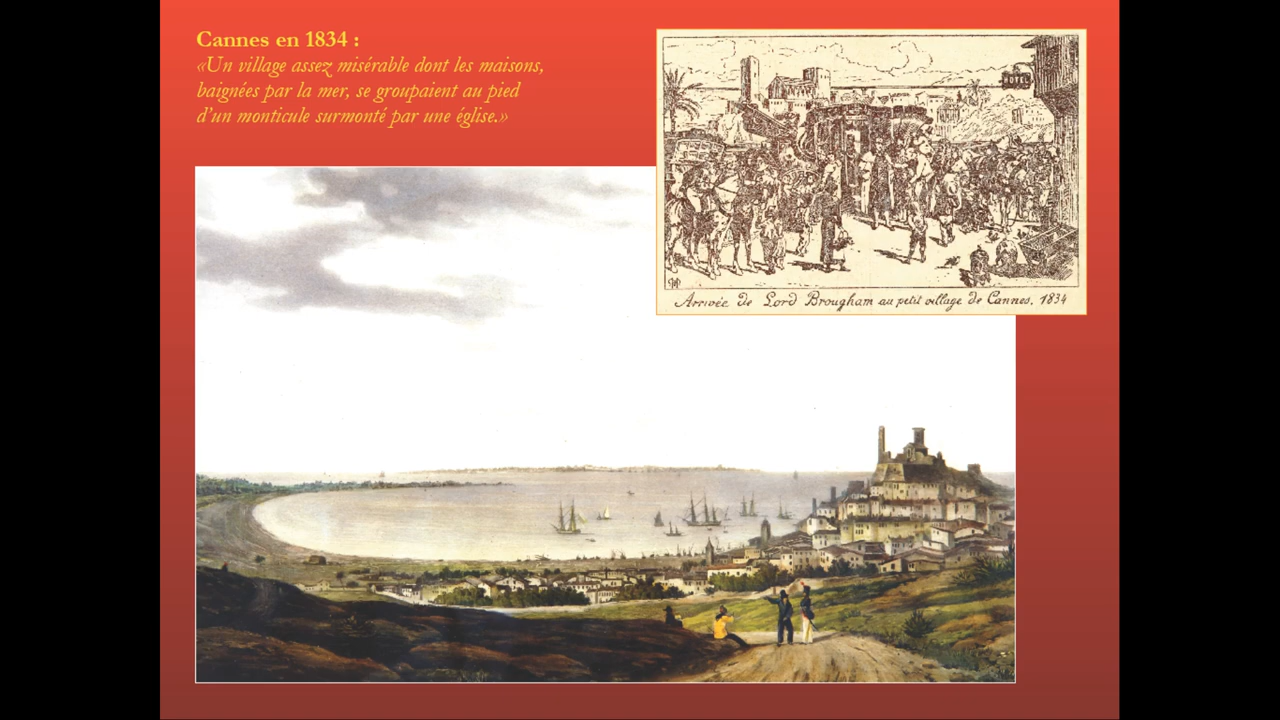 Cannes en 1834 :
«Un village assez misérable dont les maisons,
baignées par la mer, se groupaient au pied
d'un monticule surmonté par une église.»
HOTEL
Arrivée de Lord Brougham au petit village de Cannes, 1834